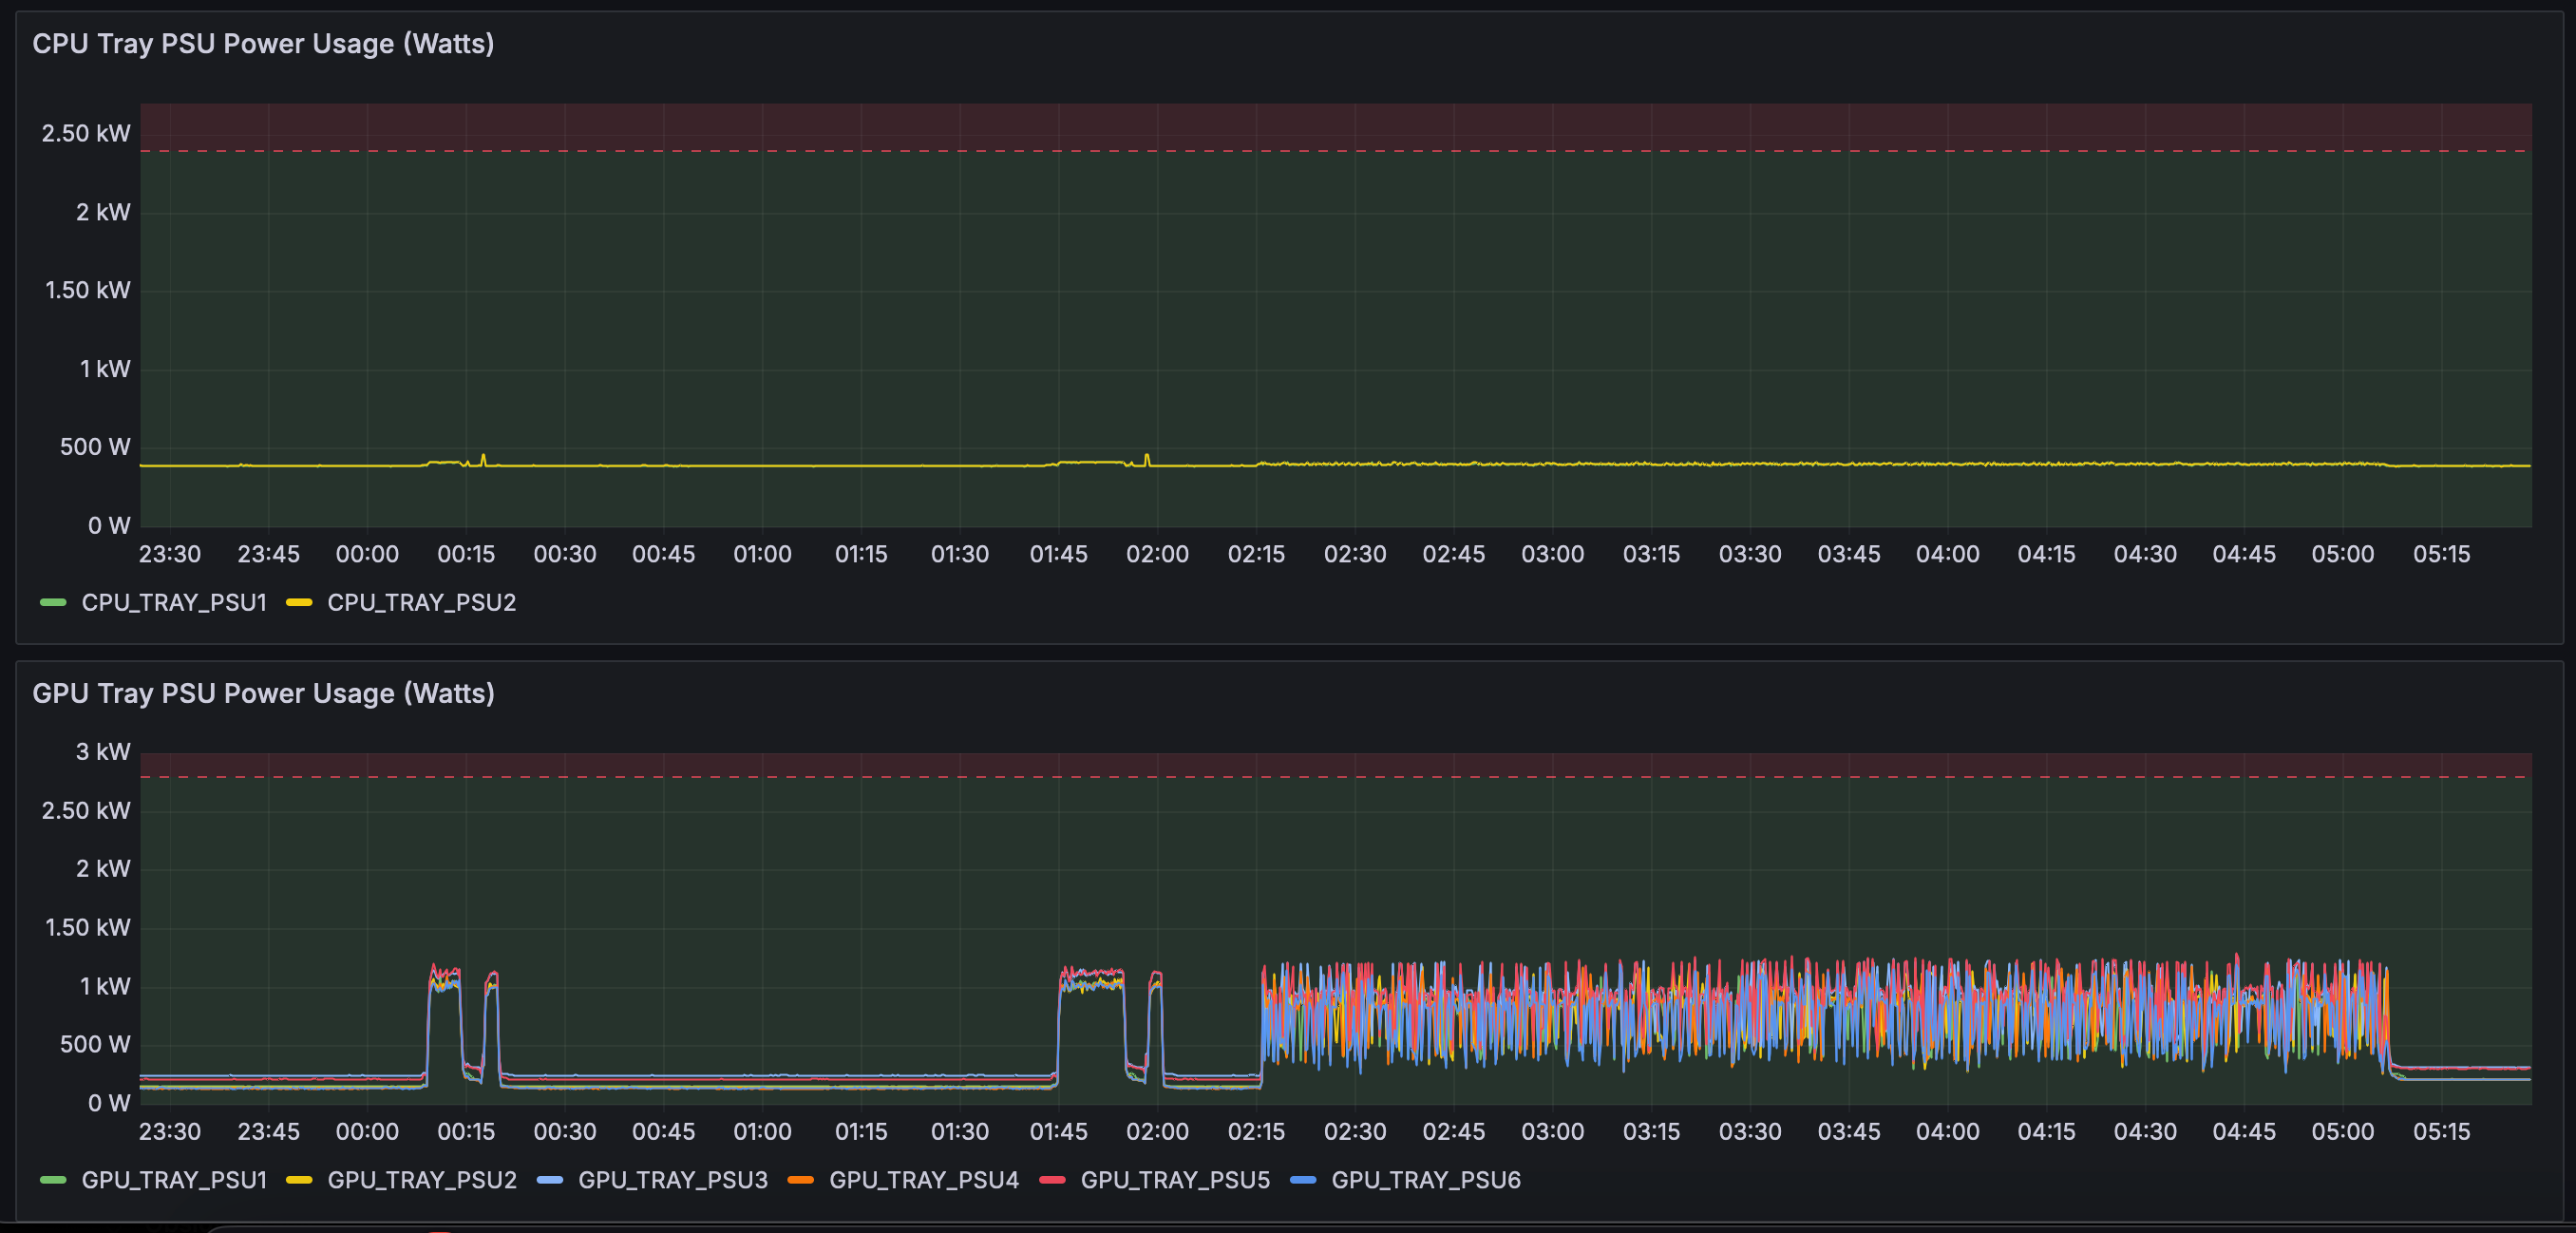 CPU Tray PSU Power Usage (Watts)
2.50 kW
2 kW
1.50 kW
1 kW
500 W
0 W
23:30 23:45 00:00 00:15 00:30 00:45 01:00 01:15 01:30 01:45 02:00 02:15 02:30 02:45 03:00 03:15 03:30 03:45 04:00 04:15 04:30 04:45 05:00 05:15
CPU_TRAY_PSU1 CPU_TRAY_PSU2
GPU Tray PSU Power Usage (Watts)
3 kW
2.50 kW
2 kW
1.50 kW
1 kW
500 W
0 W
23:30 23:45 00:00 00:15 00:30 00:45 01:00 01:15 01:30 01:45 02:00 02:15 02:30 02:45 03:00 03:15 03:30 03:45 04:00 04:15 04:30 04:45 05:00 05:15
GPU_TRAY_PSU1 GPU_TRAY_PSU2 GPU_TRAY_PSU3 GPU_TRAY_PSU4 GPU_TRAY_PSU5 GPU_TRAY_PSU6